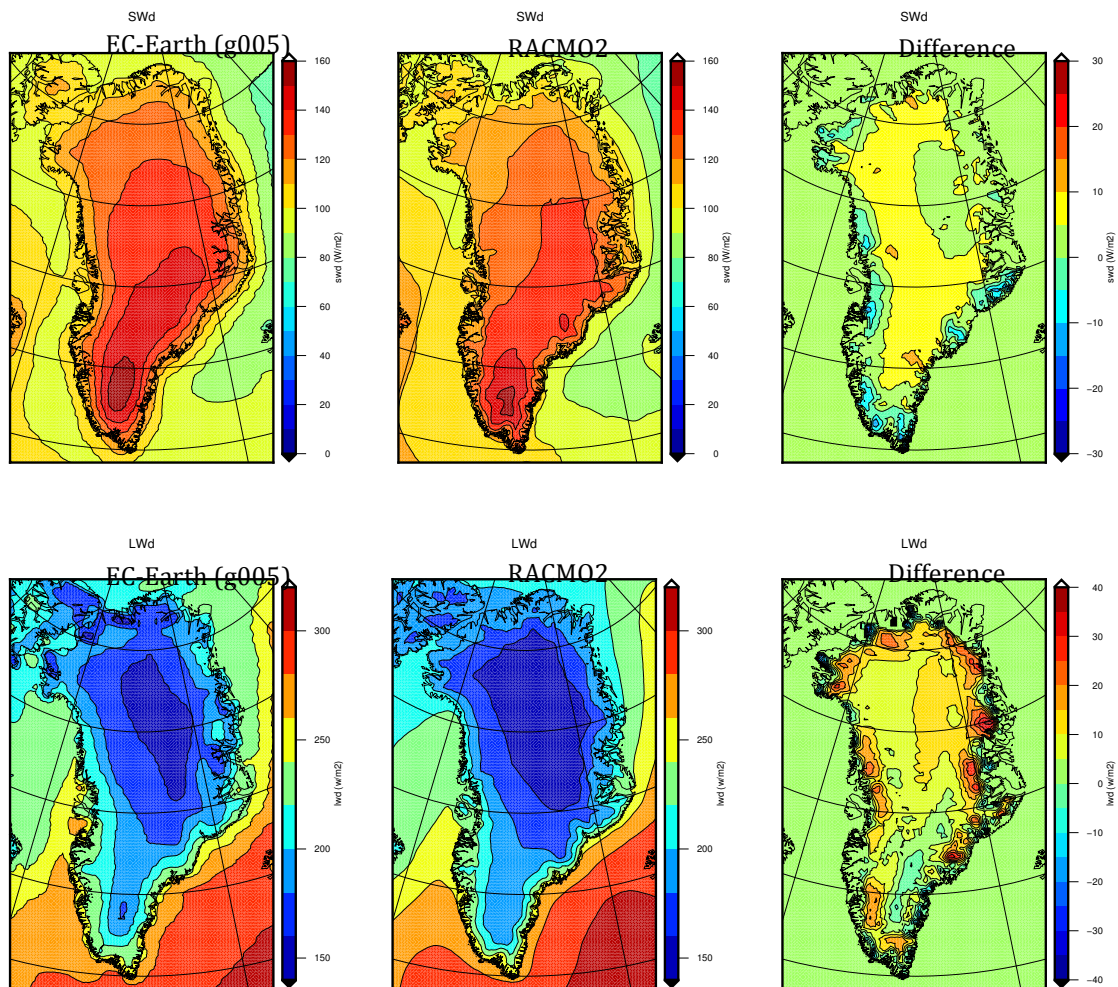 SWd
EC-Earth (g005)
160
140
120
100
80
60
40
20
0
swd (W/m2)
SWd
RACMO2
160
140
120
100
80
60
40
20
0
swd (W/m2)
SWd
Difference
30
20
10
0
−10
−20
−30
swd (W/m2)
LWd
EC-Earth (g005)
300
250
200
150
lwd (w/m2)
LWd
RACMO2
300
250
200
150
lwd (w/m2)
LWd
Difference
40
30
20
10
0
−10
−20
−30
−40
lwd (w/m2)